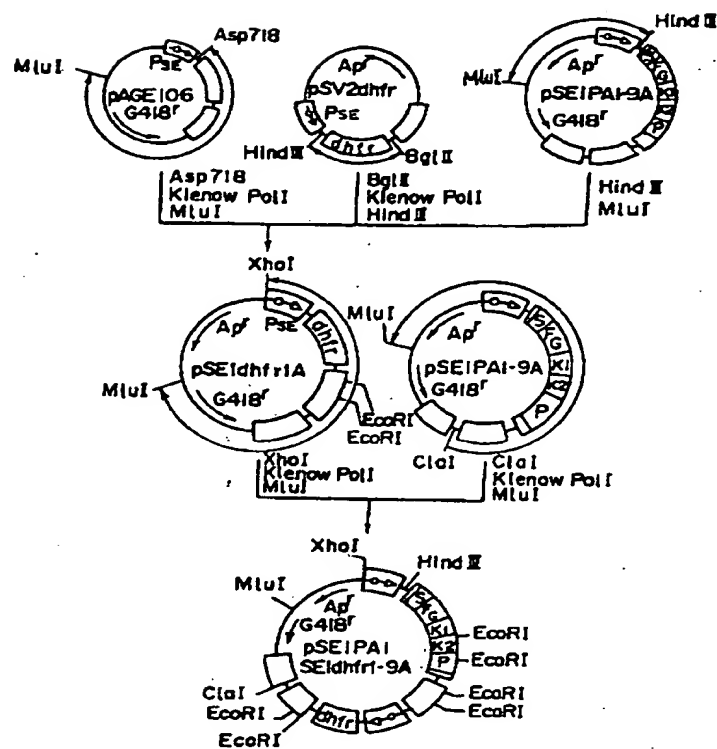 Asp718
MluI
PSE
pAGE106
G418r
Apr
pSV2dhfr
PSE
HindIII
dhfr
BglII
HindIII
MluI
Apr
pSE1PA1-9A
G418r
Asp718
Klenow PolI
MluI
BglII
Klenow PolI
HindIII
HindIII
MluI
XhoI
PSE
dhfr
Apr
pSE1dhfr1A
G418r
MluI
EcoRI
EcoRI
MluI
Apr
pSE1PA1-9A
G418r
G
K1
P
ClaI
XhoI
Klenow PolI
MluI
ClaI
Klenow PolI
MluI
XhoI
HindIII
MluI
Apr
G418r
pSE1PA1
SE1dhfr1-9A
G
K1
K2
P
EcoRI
EcoRI
EcoRI
EcoRI
ClaI
EcoRI
EcoRI
dhfr